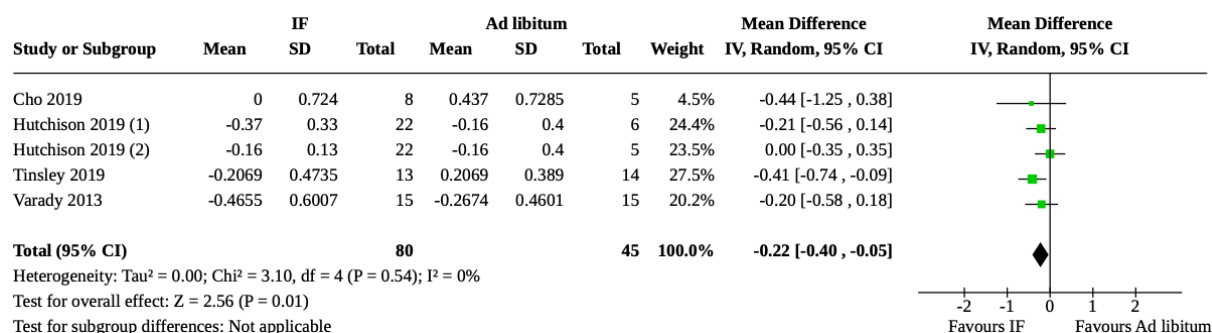 IF Ad libitum Mean Difference Mean Difference
Study or Subgroup Mean SD Total Mean SD Total Weight IV, Random, 95% CI IV, Random, 95% CI
Cho 2019 0 0.724 8 0.437 0.7285 5 4.5% -0.44 [-1.25 , 0.38]
Hutchison 2019 (1) -0.37 0.33 22 -0.16 0.4 6 24.4% -0.21 [-0.56 , 0.14]
Hutchison 2019 (2) -0.16 0.13 22 -0.16 0.4 5 23.5% 0.00 [-0.35 , 0.35]
Tinsley 2019 -0.2069 0.4735 13 0.2069 0.389 14 27.5% -0.41 [-0.74 , -0.09]
Varady 2013 -0.4655 0.6007 15 -0.2674 0.4601 15 20.2% -0.20 [-0.58 , 0.18]
Total (95% CI) 80 45 100.0% -0.22 [-0.40 , -0.05]
Heterogeneity: Tau² = 0.00; Chi² = 3.10, df = 4 (P = 0.54); I² = 0%
Test for overall effect: Z = 2.56 (P = 0.01) -2 -1 0 1 2
Test for subgroup differences: Not applicable Favours IF Favours Ad libitum